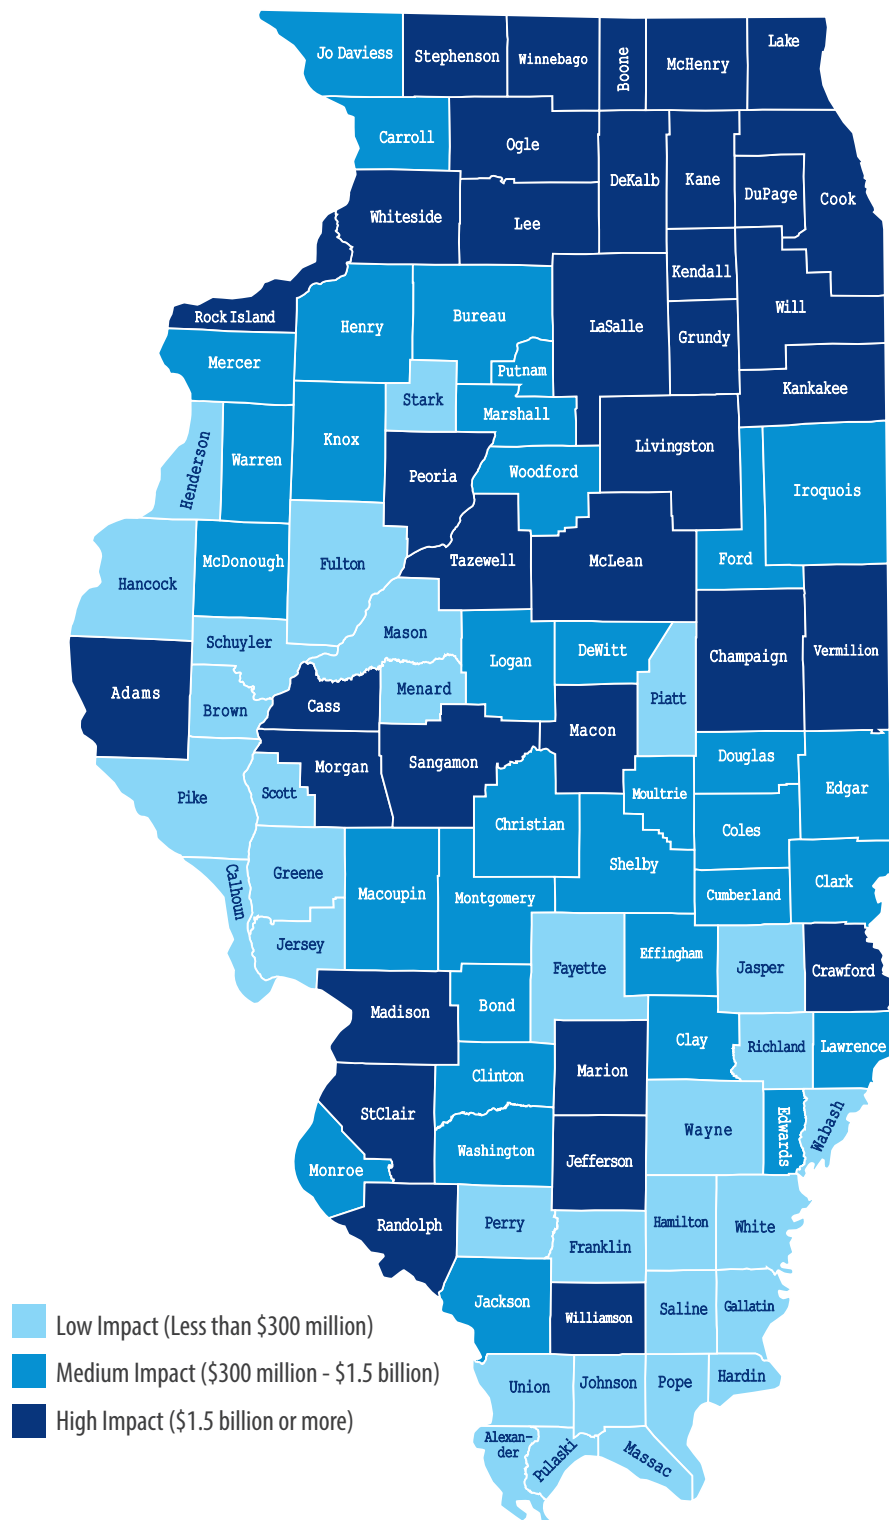 Jo Daviess
Stephenson
Winnebago
Boone
McHenry
Lake
Carroll
Ogle
DeKalb
Kane
DuPage
Cook
Whiteside
Lee
Kendall
Rock Island
Henry
Bureau
LaSalle
Grundy
Will
Mercer
Putnam
Kankakee
Stark
Marshall
Henderson
Warren
Knox
Peoria
Woodford
Livingston
Iroquois
Hancock
McDonough
Fulton
Tazewell
McLean
Ford
Schuyler
Mason
Logan
DeWitt
Champaign
Vermilion
Adams
Brown
Cass
Menard
Piatt
Macon
Pike
Scott
Morgan
Sangamon
Douglas
Edgar
Moultrie
Christian
Coles
Calhoun
Greene
Macoupin
Montgomery
Shelby
Cumberland
Clark
Jersey
Fayette
Effingham
Jasper
Crawford
Madison
Bond
Clay
Richland
Lawrence
Clinton
Marion
StClair
Wayne
Edwards
Wabash
Monroe
Washington
Jefferson
Randolph
Perry
Franklin
Hamilton
White
Jackson
Williamson
Saline
Gallatin
Union
Johnson
Pope
Hardin
Alexan-
der
Pulaski
Massac
Low Impact (Less than $300 million)
Medium Impact ($300 million - $1.5 billion)
High Impact ($1.5 billion or more)